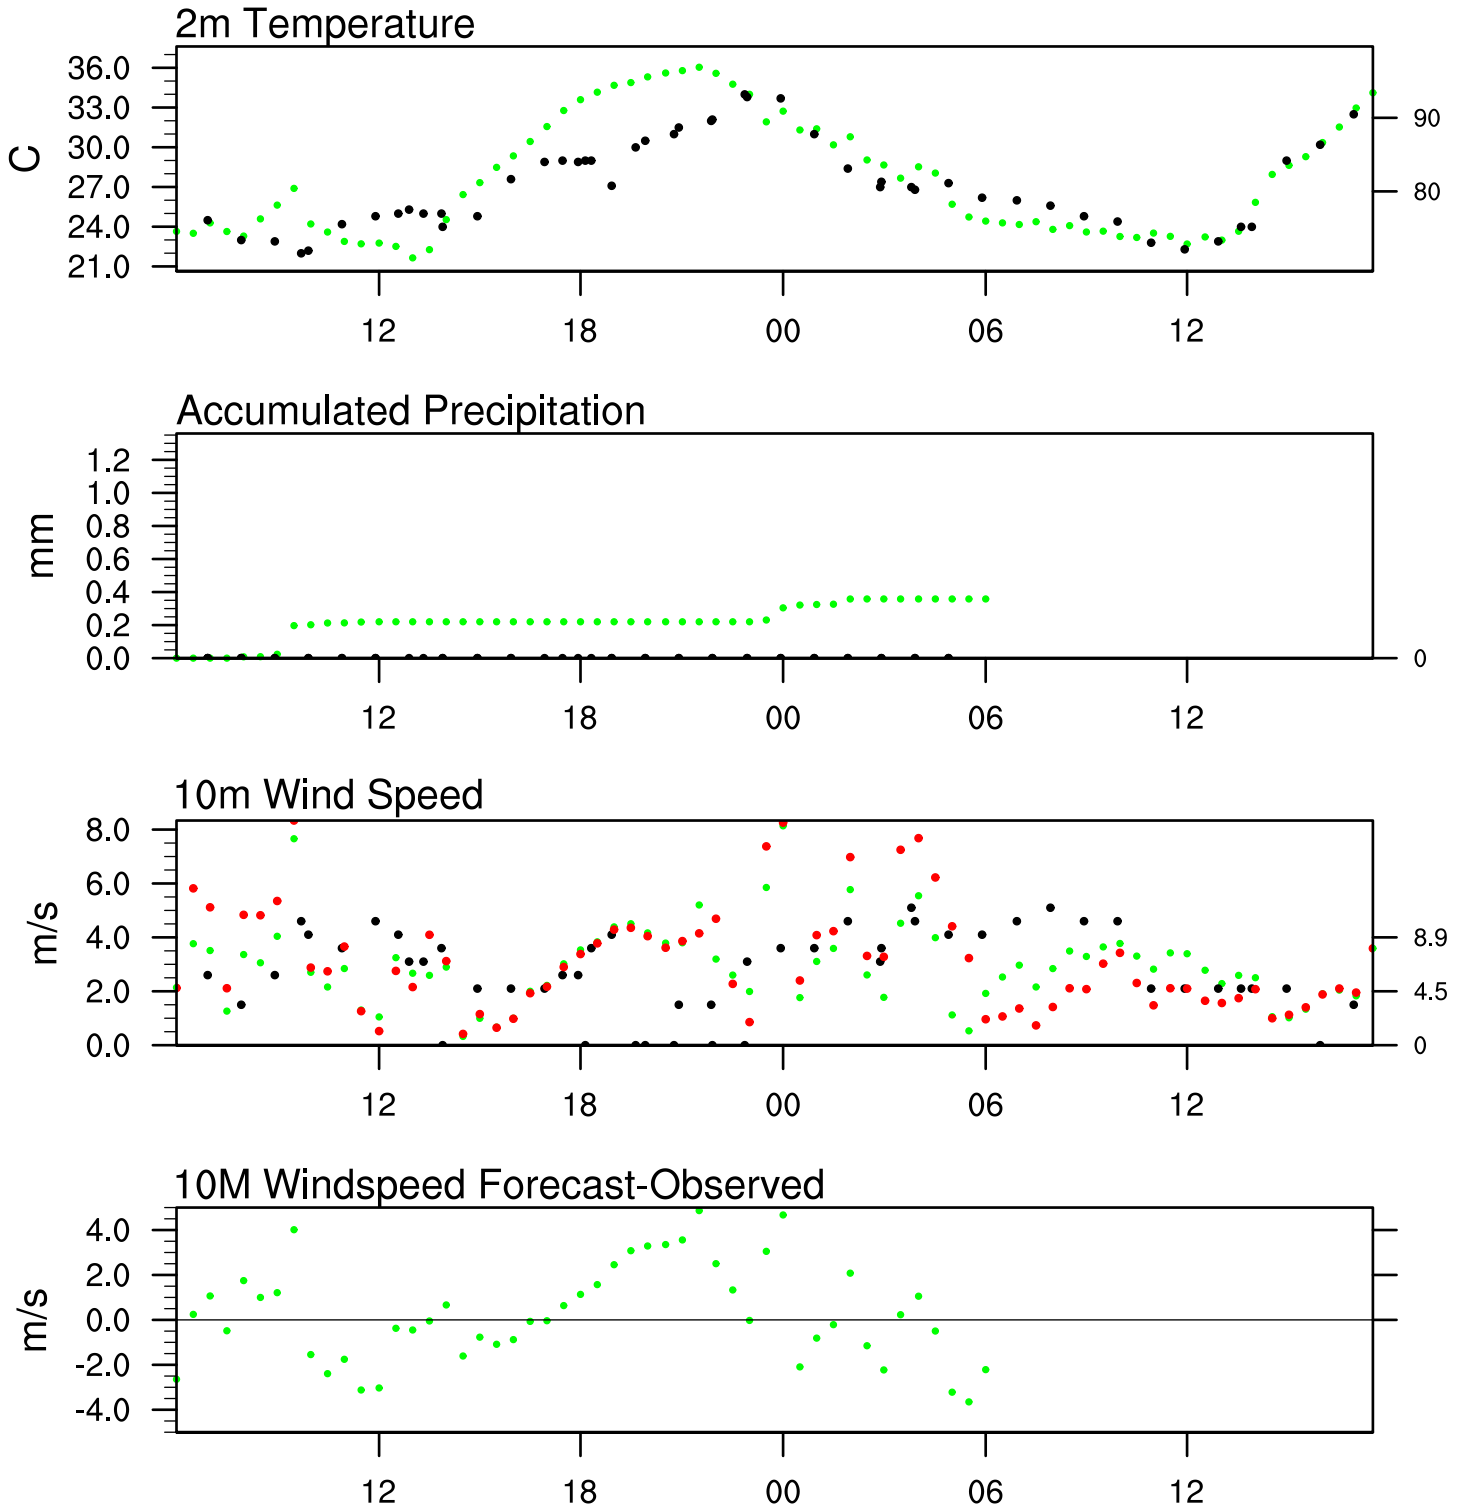 2m Temperature
36.0
33.0
30.0
27.0
24.0
21.0
C
90
80
12 18 00 06 12
Accumulated Precipitation
1.2
1.0
0.8
0.6
0.4
0.2
0.0
mm
0
12 18 00 06 12
10m Wind Speed
8.0
6.0
4.0
2.0
0.0
m/s
8.9
4.5
0
12 18 00 06 12
10M Windspeed Forecast-Observed
4.0
2.0
0.0
-2.0
-4.0
m/s
12 18 00 06 12